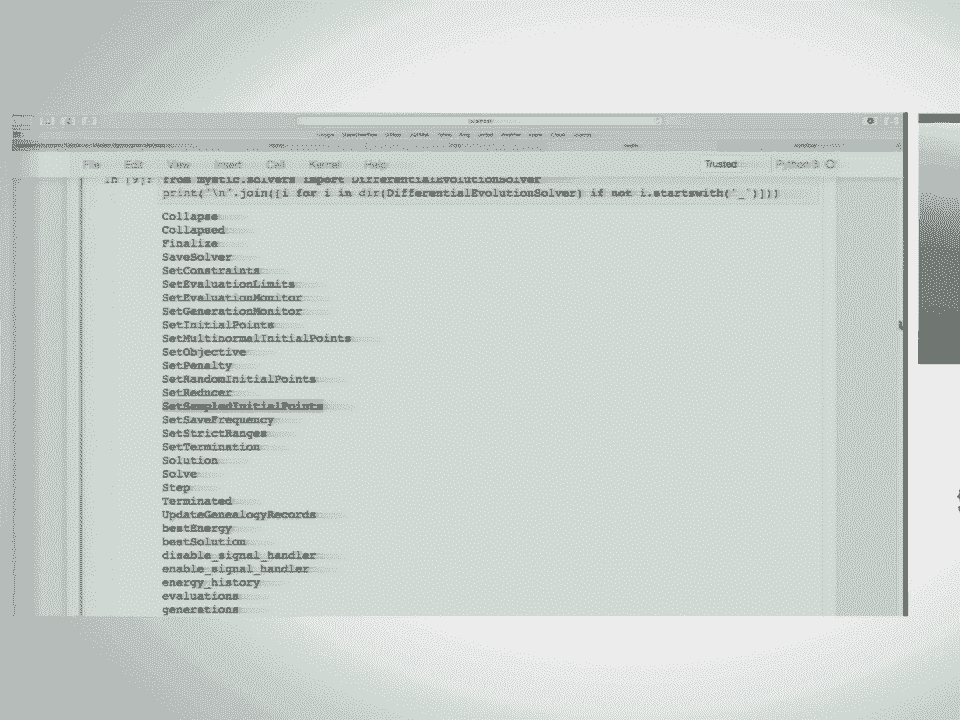 File Edit View Insert Cell Kernel Help Trusted Python 3
In [9]: from mystic.solvers import DifferentialEvolutionSolver
print("\n".join([i for i in dir(DifferentialEvolutionSolver) if not i.startswith('_')]))
Collapse
Collapsed
Finalize
SaveSolver
SetConstraints
SetEvaluationLimits
SetEvaluationMonitor
SetGenerationMonitor
SetInitialPoints
SetMultinormalInitialPoints
SetObjective
SetPenalty
SetRandomInitialPoints
SetReducer
SetSampledInitialPoints
SetSaveFrequency
SetStrictRanges
SetTermination
Solution
Solve
Step
Terminated
UpdateGenealogyRecords
bestEnergy
bestSolution
disable_signal_handler
enable_signal_handler
energy_history
evaluations
generations